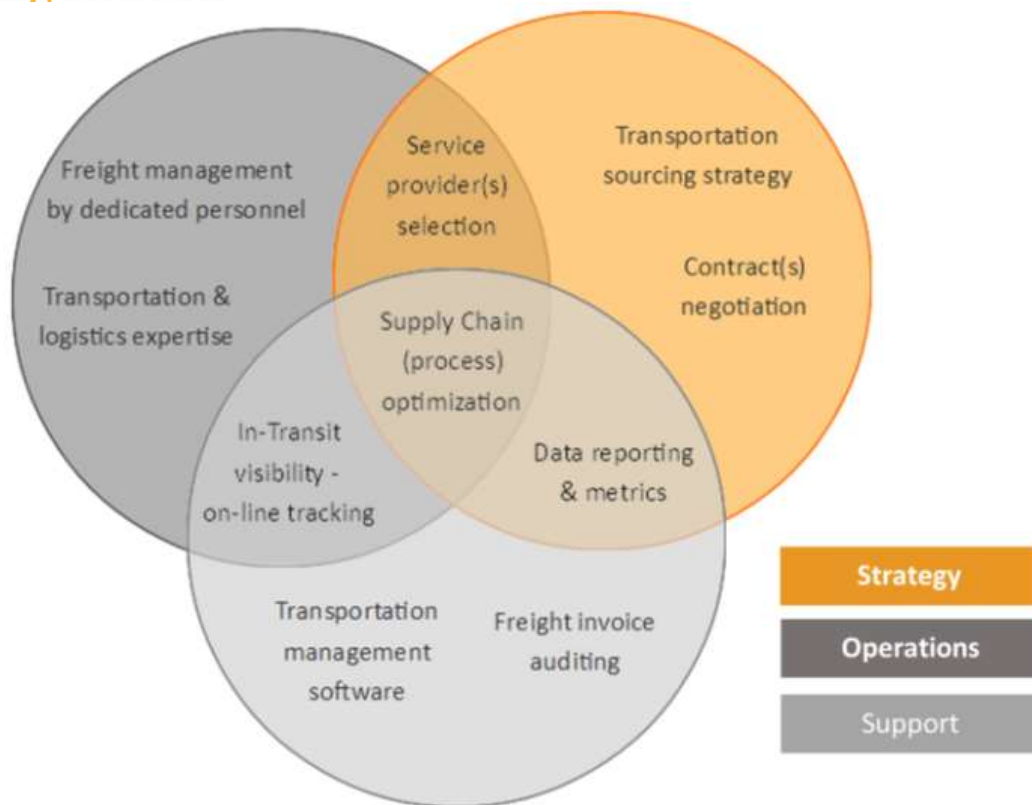 Freight management
by dedicated personnel
Transportation &
logistics expertise
Service
provider(s)
selection
Transportation
sourcing strategy
Contract(s)
negotiation
Supply Chain
(process)
optimization
In-Transit
visibility -
on-line tracking
Data reporting
& metrics
Transportation
management
software
Freight invoice
auditing
Strategy
Operations
Support